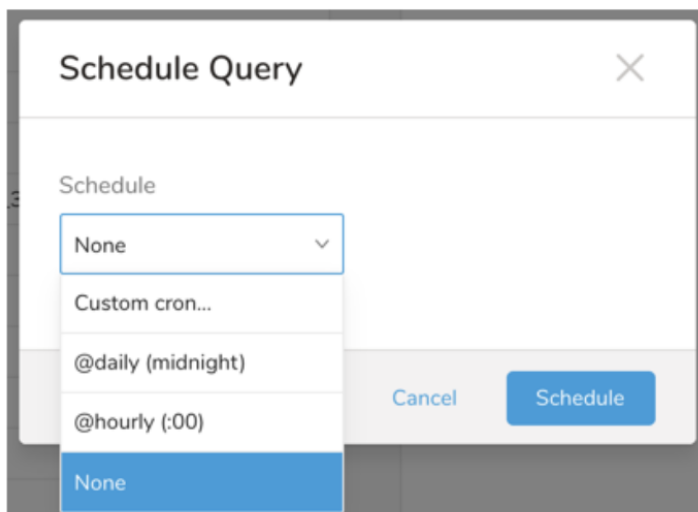 Schedule Query
Schedule
None
Custom cron...
@daily (midnight)
@hourly (:00)
None
Cancel
Schedule